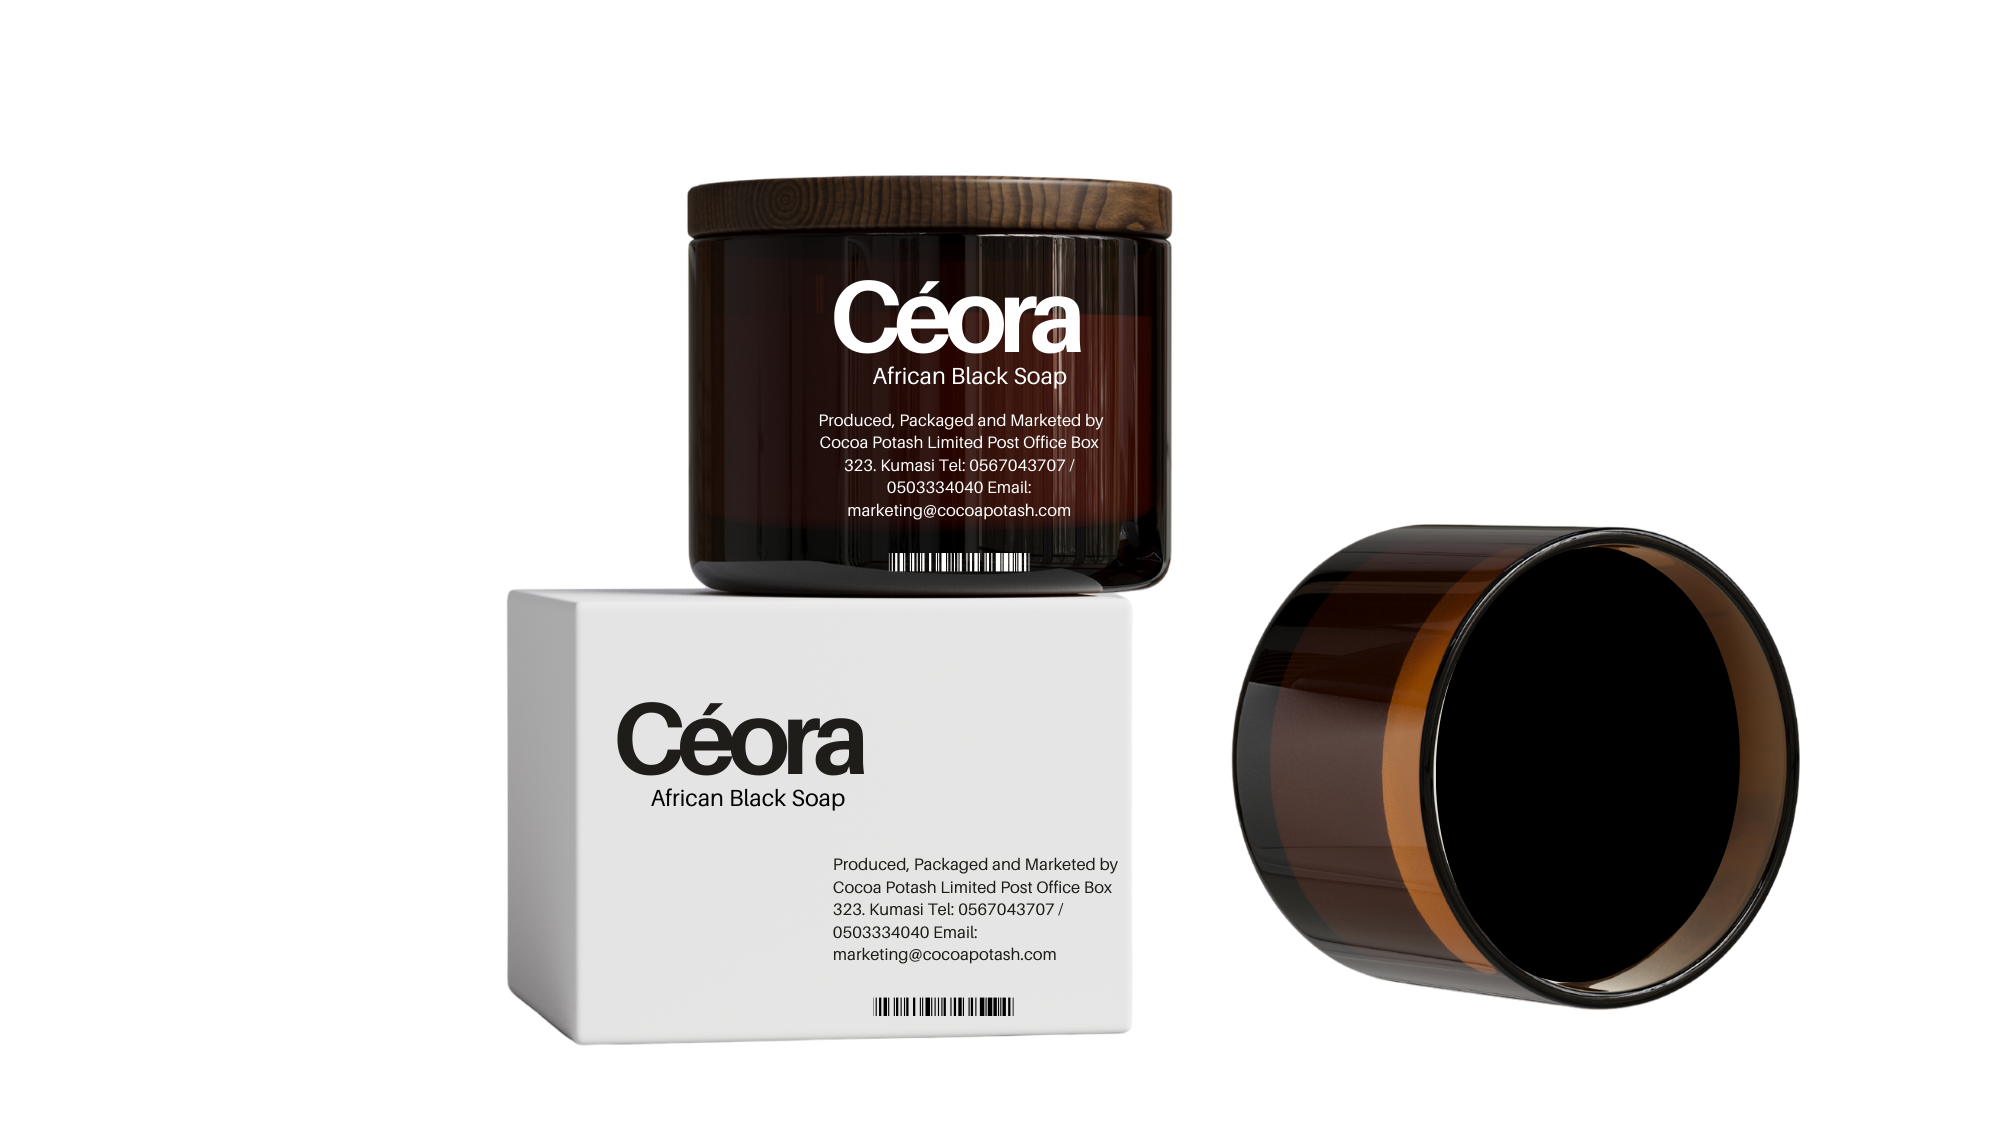 Céora
African Black Soap
Produced, Packaged and Marketed by
Cocoa Potash Limited Post Office Box
323. Kumasi Tel: 0567043707 /
0503334040 Email:
marketing@cocoapotash.com
Céora
African Black Soap
Produced, Packaged and Marketed by
Cocoa Potash Limited Post Office Box
323. Kumasi Tel: 0567043707 /
0503334040 Email:
marketing@cocoapotash.com